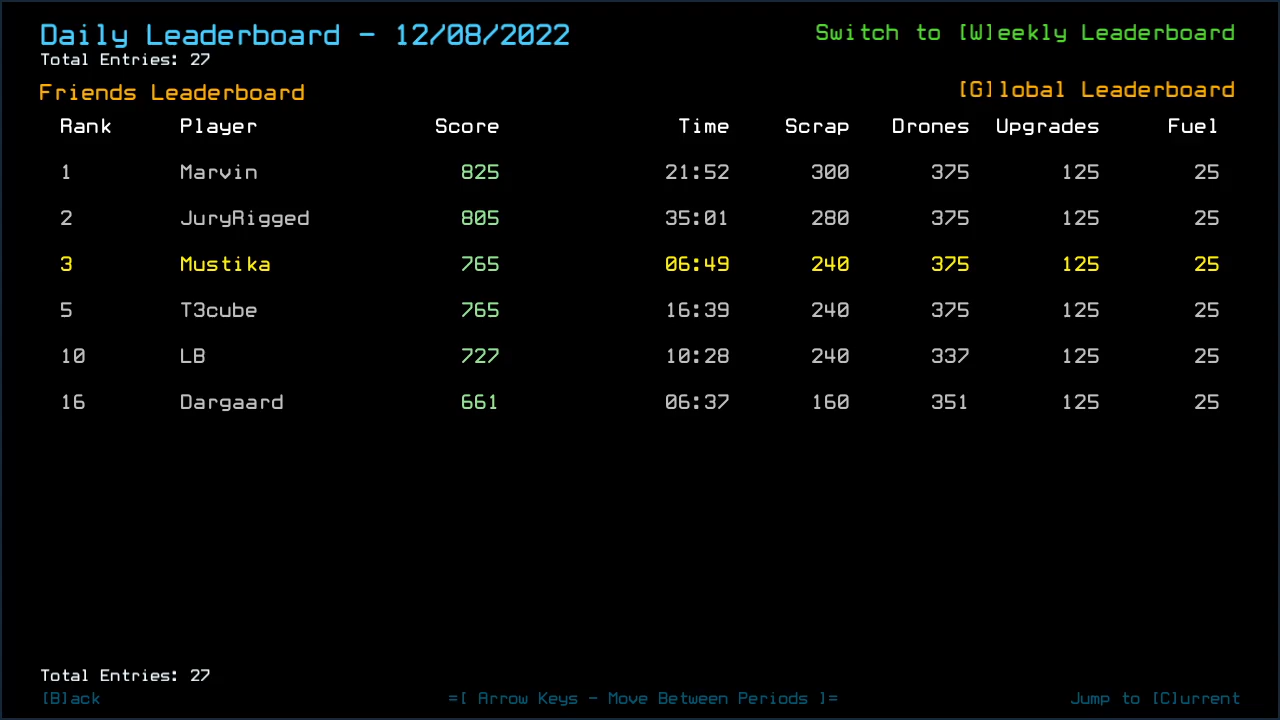 Daily Leaderboard - 12/08/2022
Switch to [W]eekly Leaderboard
Total Entries: 27
Friends Leaderboard
[G]lobal Leaderboard
Rank Player Score Time Scrap Drones Upgrades Fuel
1 Marvin 825 21:52 300 375 125 25
2 JuryRigged 805 35:01 280 375 125 25
3 Mustika 765 06:49 240 375 125 25
5 T3cube 765 16:39 240 375 125 25
10 LB 727 10:28 240 337 125 25
16 Dargaard 661 06:37 160 351 125 25
Total Entries: 27
[B]ack =[ Arrow Keys - Move Between Periods ]= Jump to [C]urrent